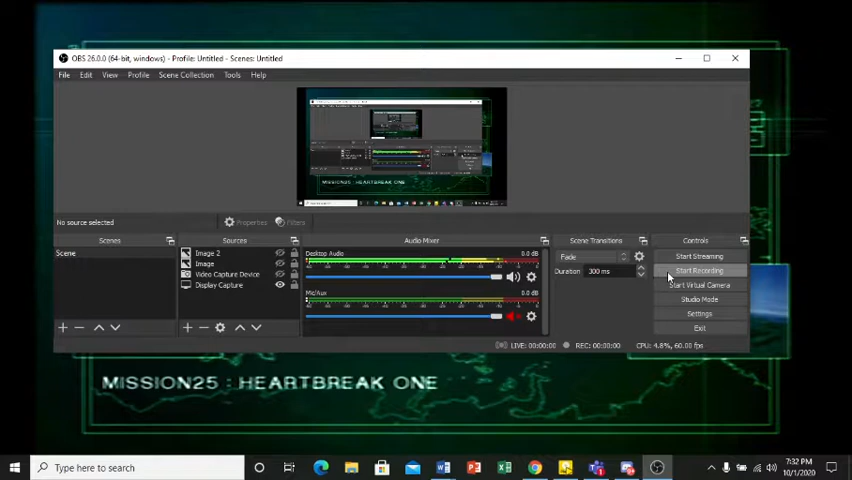 OBS 26.0.0 (64-bit, windows) - Profile: Untitled - Scenes: Untitled
File Edit View Profile Scene Collection Tools Help
MISSION25 : HEARTBREAK ONE
No source selected
Properties
Filters
Scenes
Scene
Sources
Image 2
Image
Video Capture Device
Display Capture
Audio Mixer
Desktop Audio 0.0 dB
Mic/Aux 0.0 dB
Scene Transitions
Fade
Duration 300 ms
Controls
Start Streaming
Start Recording
Start Virtual Camera
Studio Mode
Settings
Exit
LIVE: 00:00:00 REC: 00:00:00 CPU: 4.8%, 60.00 fps
MISSION25 : HEARTBREAK ONE
Type here to search
7:32 PM
10/1/2020